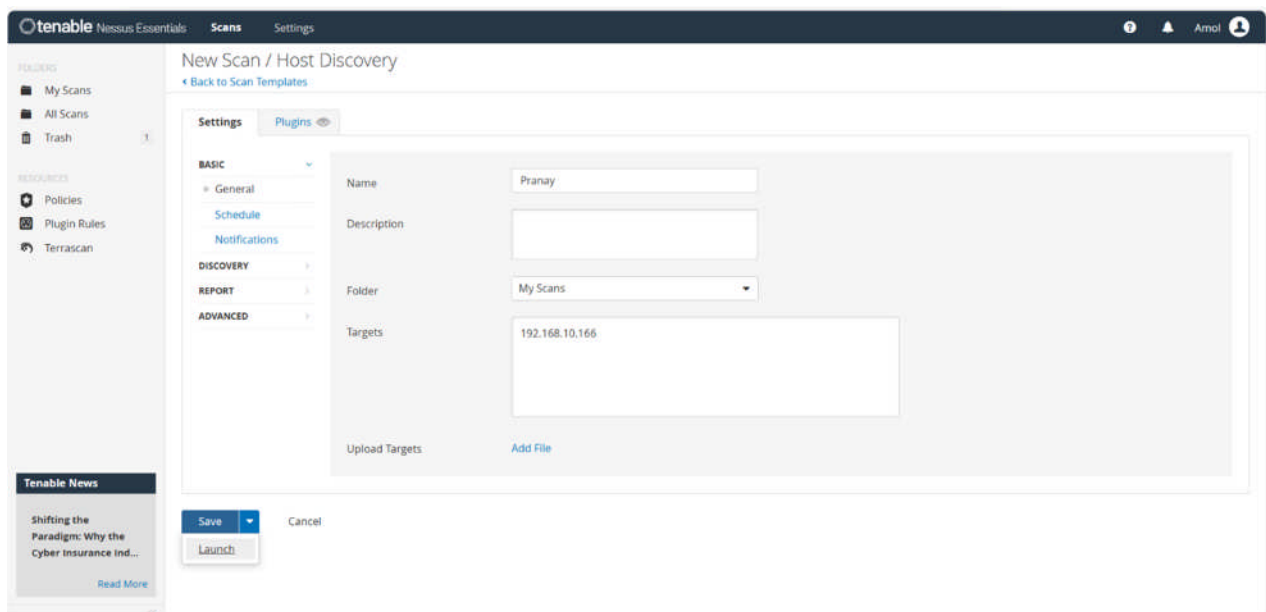 tenable Nessus Essentials Scans Settings Amol
FOLDERS
My Scans
All Scans
Trash 1
RESOURCES
Policies
Plugin Rules
Terrascan
Tenable News
Shifting the
Paradigm: Why the
Cyber Insurance Ind...
Read More
New Scan / Host Discovery
Back to Scan Templates
Settings Plugins
BASIC
General
Schedule
Notifications
DISCOVERY
REPORT
ADVANCED
Name Pranay
Description
Folder My Scans
Targets 192.168.10.166
Upload Targets Add File
Save Cancel
Launch